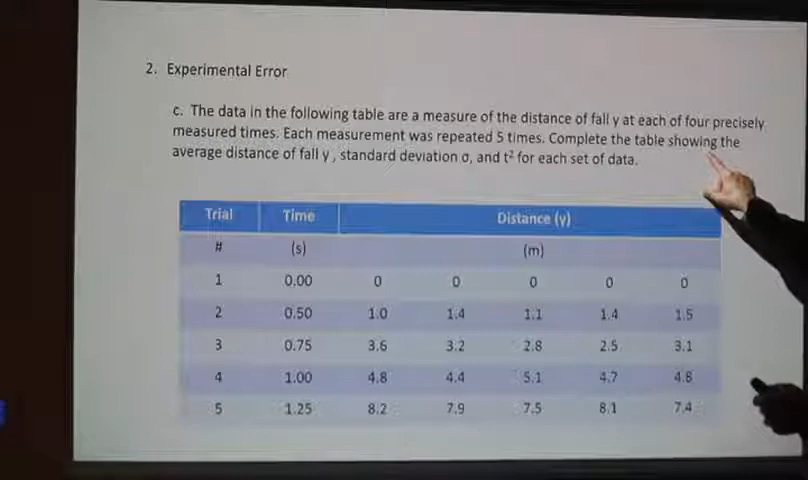 2. Experimental Error
c. The data in the following table are a measure of the distance of fall y at each of four precisely
measured times. Each measurement was repeated 5 times. Complete the table showing the
average distance of fall y, standard deviation σ, and t² for each set of data.
Trial Time Distance (y)
# (s) (m)
1 0.00 0 0 0 0 0
2 0.50 1.0 1.4 1.1 1.4 1.5
3 0.75 3.6 3.2 2.8 2.5 3.1
4 1.00 4.8 4.4 5.1 4.7 4.8
5 1.25 8.2 7.9 7.5 8.1 7.4